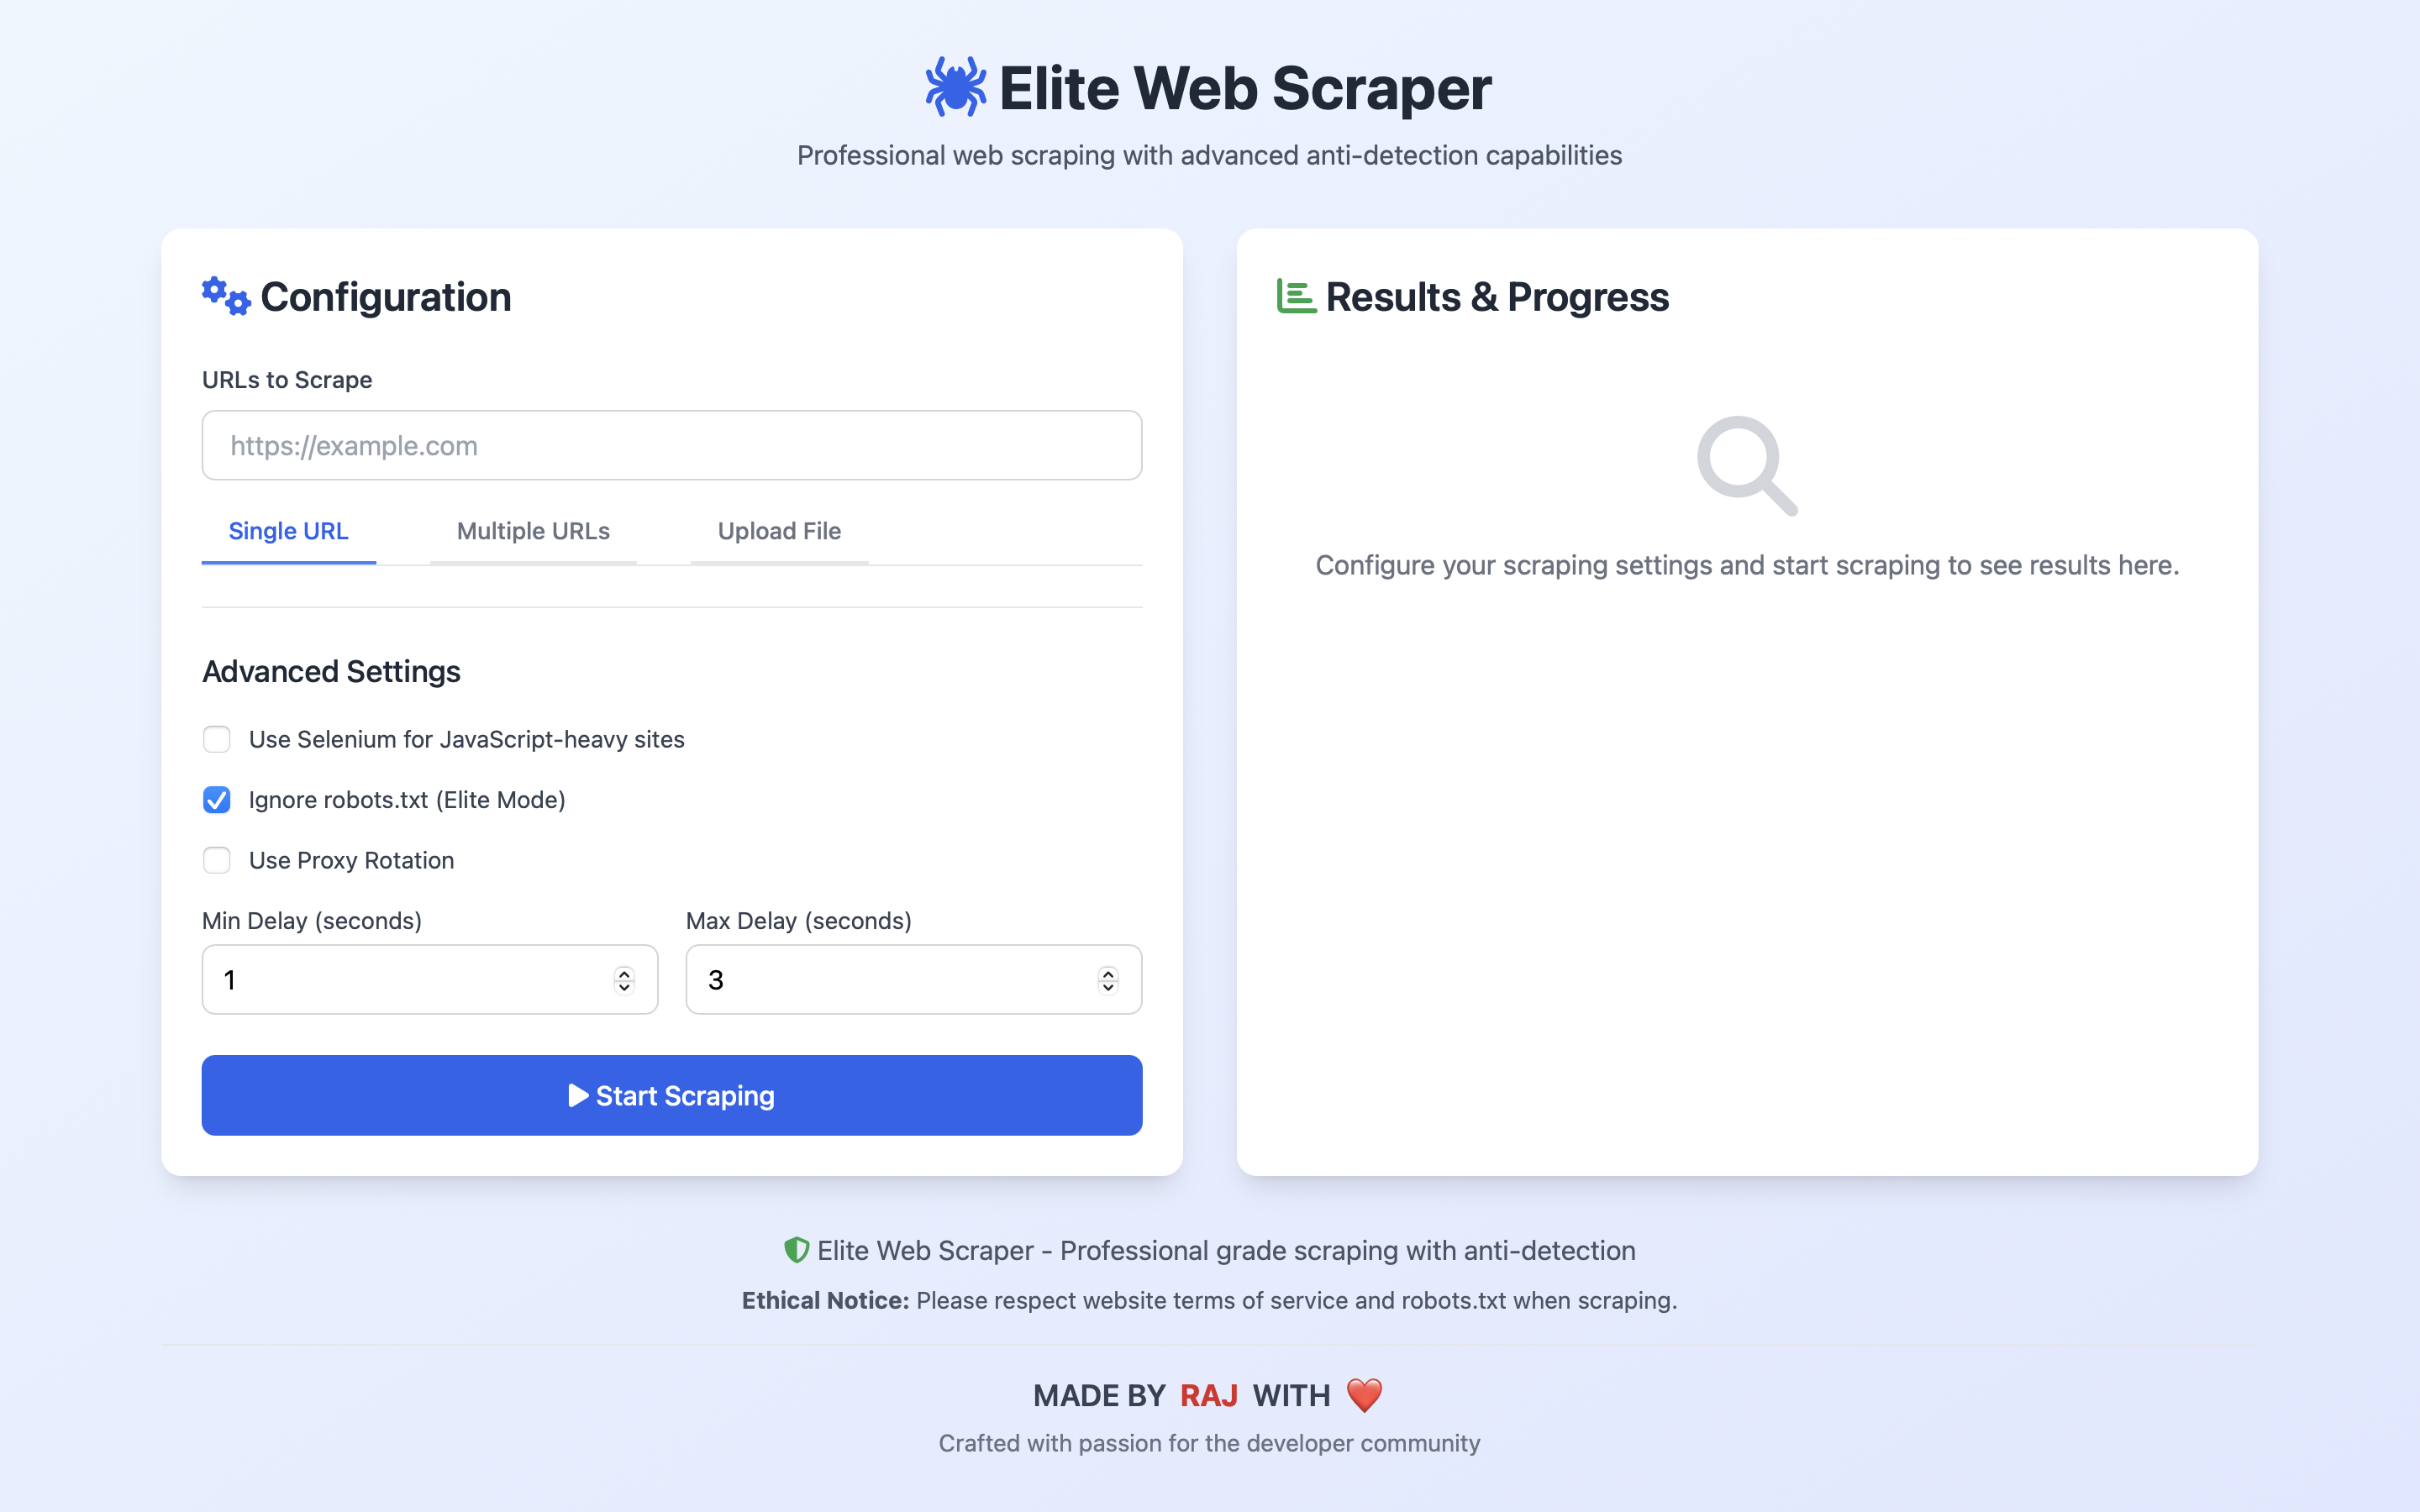 Elite Web Scraper
Professional web scraping with advanced anti-detection capabilities
Configuration
URLs to Scrape
https://example.com
Single URL
Multiple URLs
Upload File
Advanced Settings
Use Selenium for JavaScript-heavy sites
Ignore robots.txt (Elite Mode)
Use Proxy Rotation
Min Delay (seconds)
Max Delay (seconds)
1
3
Start Scraping
Results & Progress
Configure your scraping settings and start scraping to see results here.
Elite Web Scraper - Professional grade scraping with anti-detection
Ethical Notice: Please respect website terms of service and robots.txt when scraping.
MADE BY RAJ WITH ❤️
Crafted with passion for the developer community